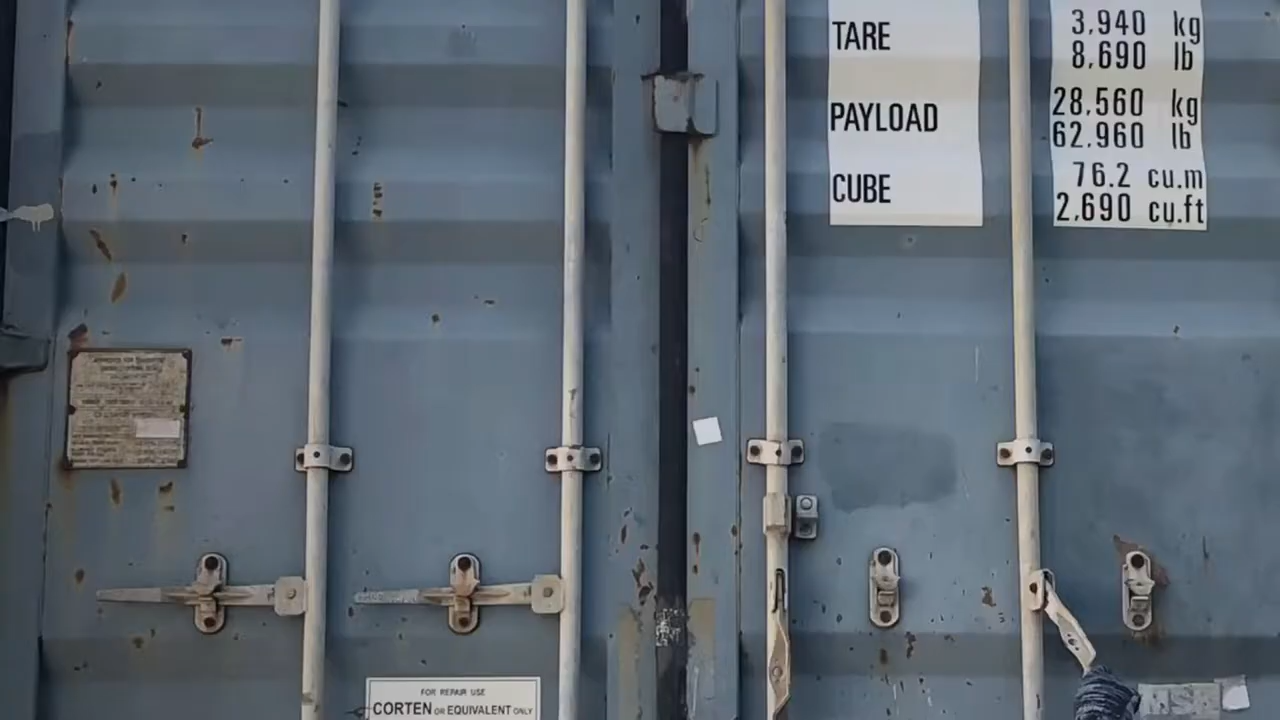 TARE 3,940 kg
8,690 lb
PAYLOAD 28,560 kg
62,960 lb
CUBE 76.2 cu.m
2,690 cu.ft
FOR REPAIR USE
CORTEN OR EQUIVALENT ONLY